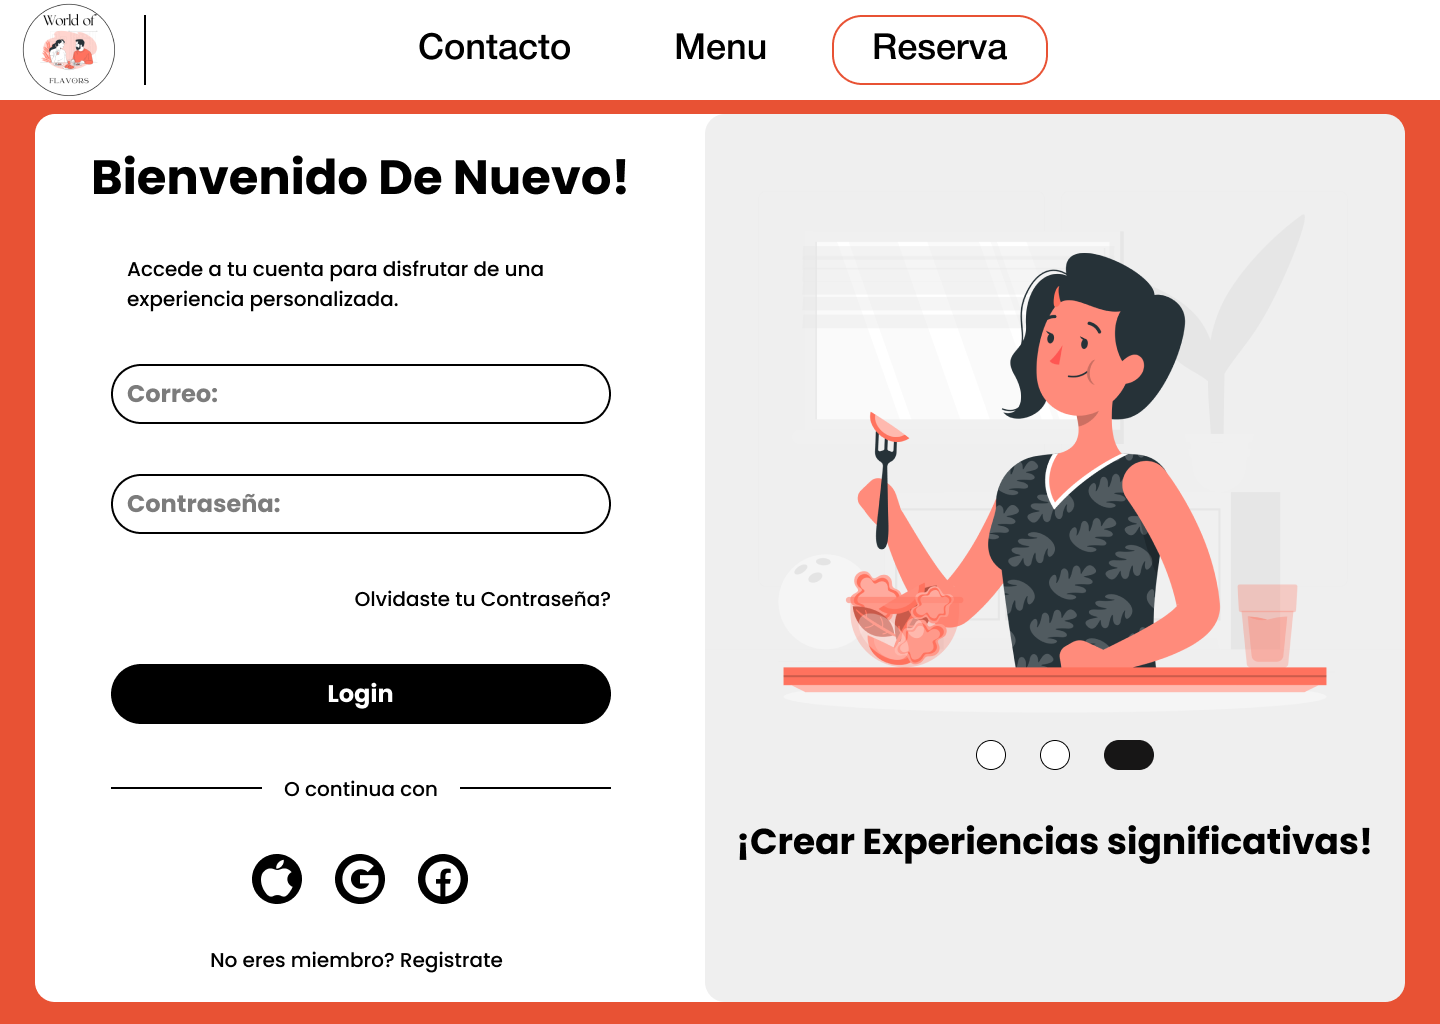 World of
FLAVORS
Contacto
Menu
Reserva
Bienvenido De Nuevo!
Accede a tu cuenta para disfrutar de una
experiencia personalizada.
Correo:
Contraseña:
Olvidaste tu Contraseña?
Login
O continua con
No eres miembro? Registrate
¡Crear Experiencias significativas!